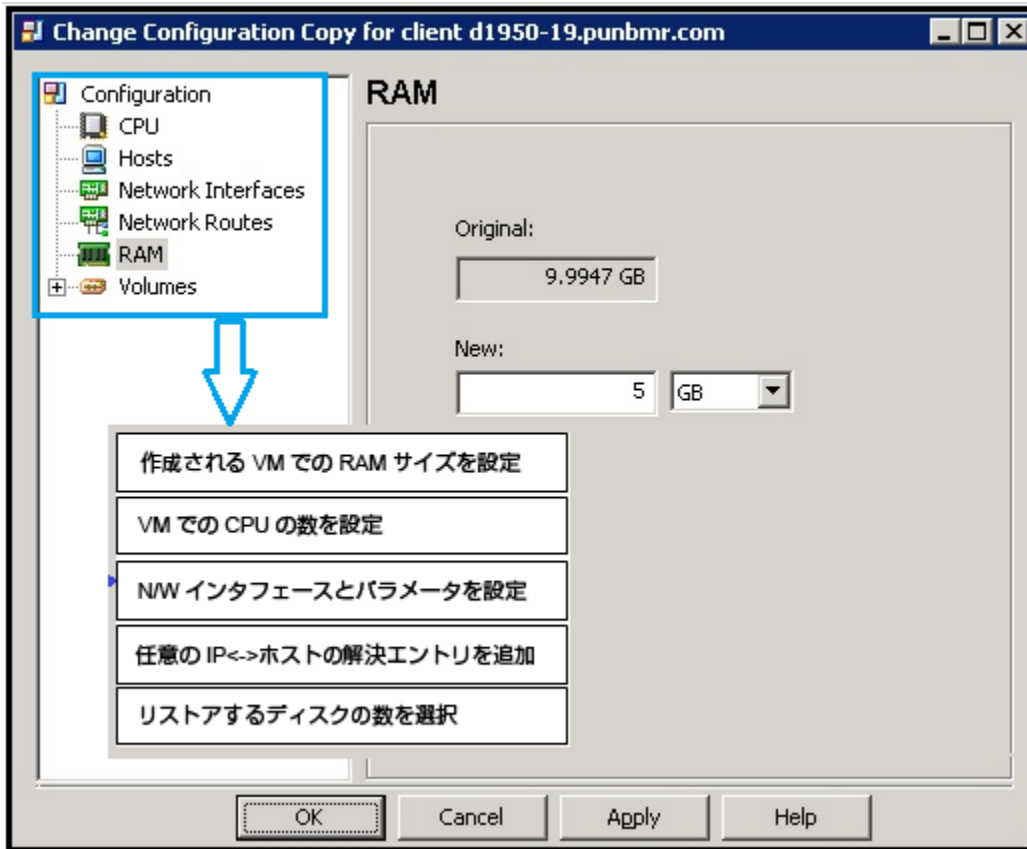 Change Configuration Copy for client d1950-19.punbmr.com
Configuration
CPU
Hosts
Network Interfaces
Network Routes
RAM
Volumes
RAM
Original:
9.9947 GB
New:
5 GB
作成される VM での RAM サイズを設定
VM での CPU の数を設定
N/W インタフェースとパラメータを設定
任意の IP<->ホストの解決エントリを追加
リストアするディスクの数を選択
OK Cancel Apply Help